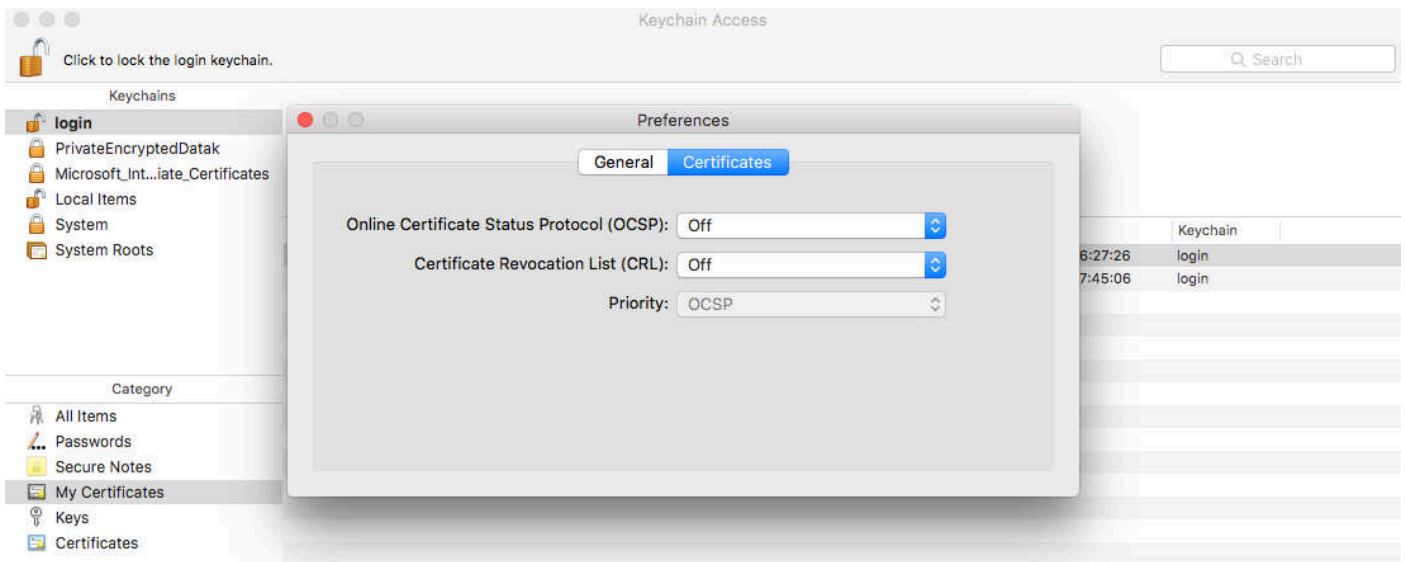 Keychain Access
Click to lock the login keychain.
Search
Keychains
login
PrivateEncryptedDatak
Microsoft_Int...iate_Certificates
Local Items
System
System Roots
Category
All Items
Passwords
Secure Notes
My Certificates
Keys
Certificates
Preferences
General Certificates
Online Certificate Status Protocol (OCSP): Off
Certificate Revocation List (CRL): Off
Priority: OCSP
Keychain
6:27:26 login
7:45:06 login